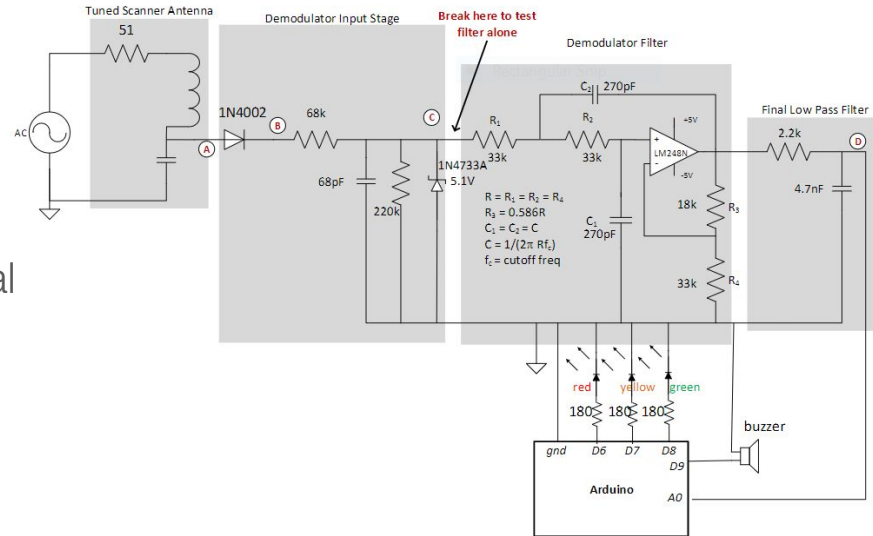 Tuned Scanner Antenna
51
AC
A
Demodulator Input Stage
1N4002
B
68k
C
68pF
220k
1N4733A
5.1V
Break here to test
filter alone
Demodulator Filter
C₂ 270pF
R₁
33k
R₂
33k
+5V
+
LM248N
-
-5V
R = R₁ = R₂ = R₄
R₃ = 0.586R
C₁ = C₂ = C
C = 1/(2π Rf꜀)
f꜀ = cutoff freq
C₁
270pF
18k
R₃
33k
R₄
Final Low Pass Filter
2.2k
D
4.7nF
al
red
yellow
green
180
180
180
buzzer
gnd
D6
D7
D8
D9
Arduino
A0